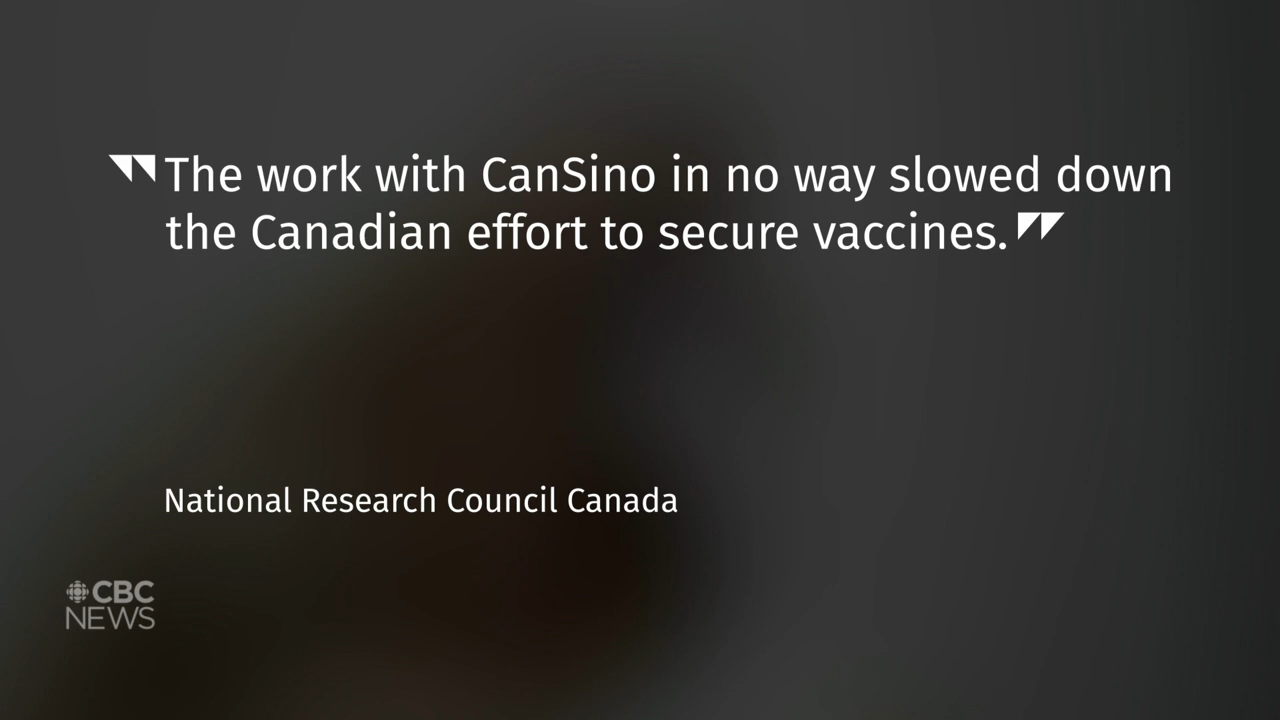 "The work with CanSino in no way slowed down
the Canadian effort to secure vaccines."
National Research Council Canada
CBC
NEWS